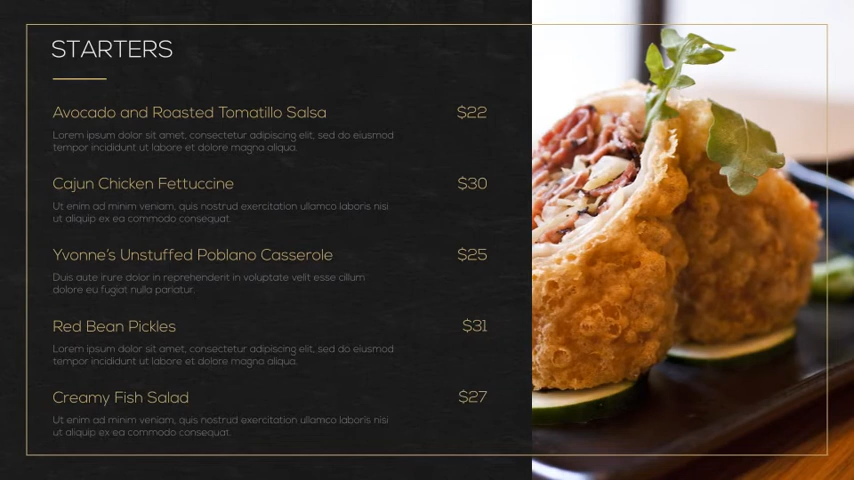 STARTERS
Avocado and Roasted Tomatillo Salsa $22
Lorem ipsum dolor sit amet, consectetur adipiscing elit, sed do eiusmod
tempor incididunt ut labore et dolore magna aliqua.
Cajun Chicken Fettuccine $30
Ut enim ad minim veniam, quis nostrud exercitation ullamco laboris nisi
ut aliquip ex ea commodo consequat.
Yvonne's Unstuffed Poblano Casserole $25
Duis aute irure dolor in reprehenderit in voluptate velit esse cillum
dolore eu fugiat nulla pariatur.
Red Bean Pickles $31
Lorem ipsum dolor sit amet, consectetur adipiscing elit, sed do eiusmod
tempor incididunt ut labore et dolore magna aliqua.
Creamy Fish Salad $27
Ut enim ad minim veniam, quis nostrud exercitation ullamco laboris nisi
ut aliquip ex ea commodo consequat.